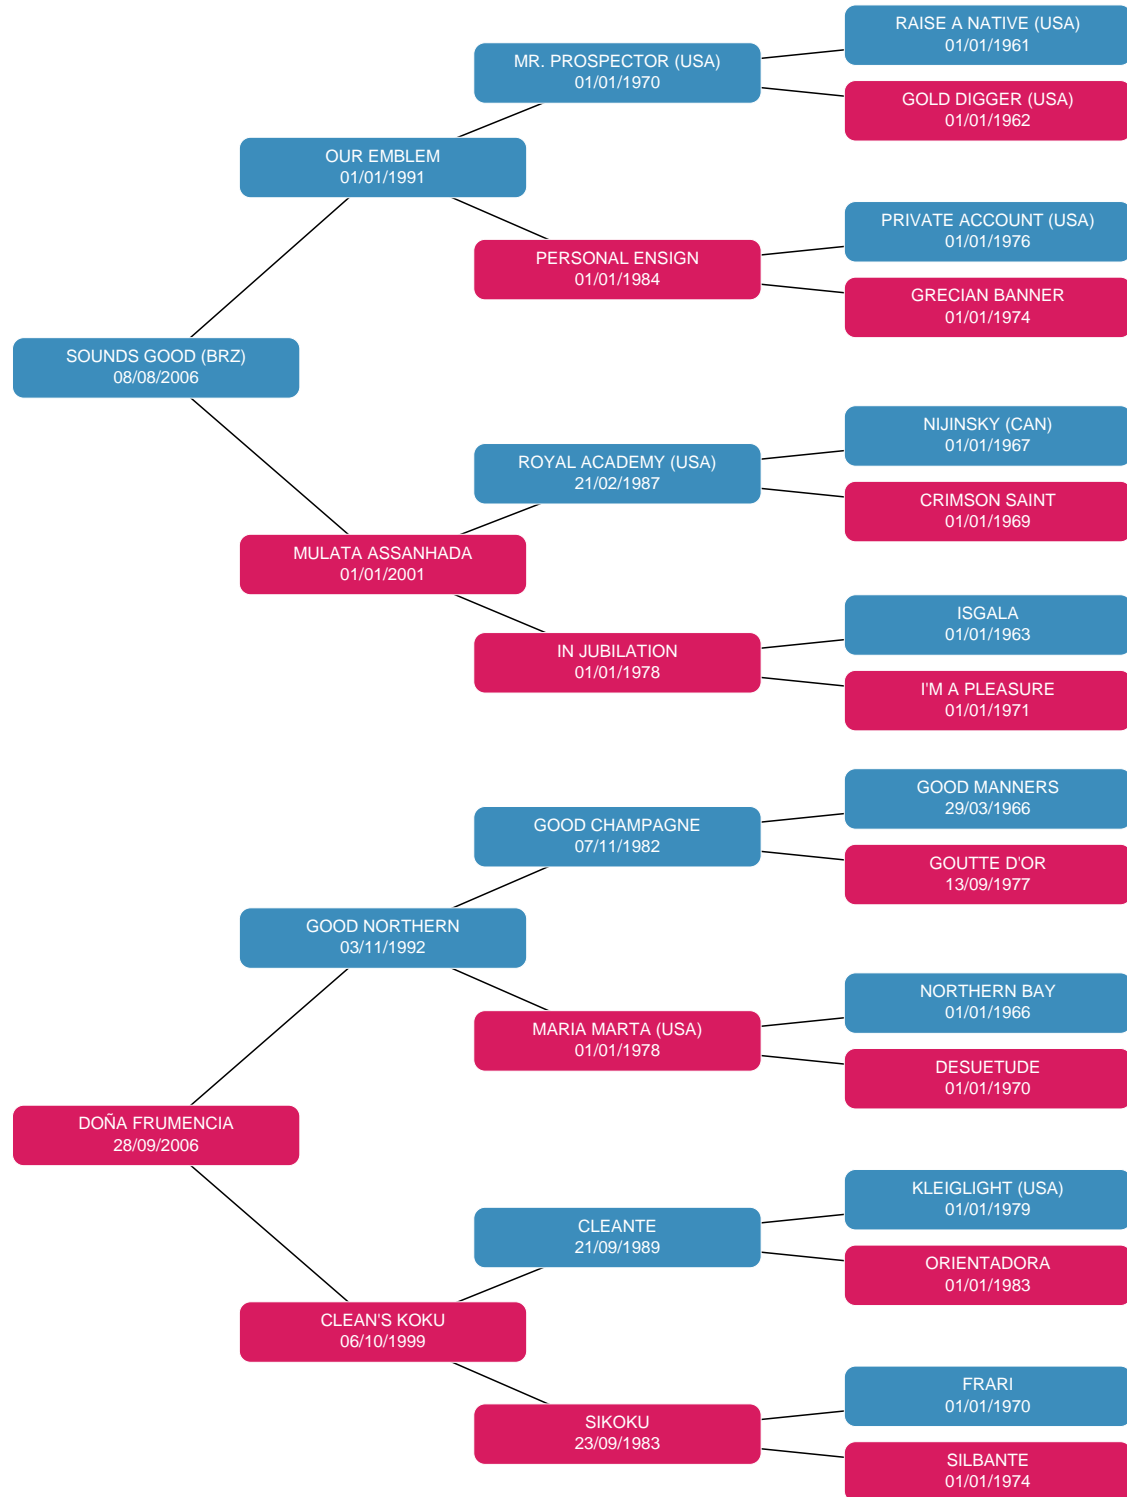 RAISE A NATIVE (USA)
01/01/1961
MR. PROSPECTOR (USA)
01/01/1970
GOLD DIGGER (USA)
01/01/1962
OUR EMBLEM
01/01/1991
PRIVATE ACCOUNT (USA)
01/01/1976
PERSONAL ENSIGN
01/01/1984
GRECIAN BANNER
01/01/1974
SOUNDS GOOD (BRZ)
08/08/2006
NIJINSKY (CAN)
01/01/1967
ROYAL ACADEMY (USA)
21/02/1987
CRIMSON SAINT
01/01/1969
MULATA ASSANHADA
01/01/2001
ISGALA
01/01/1963
IN JUBILATION
01/01/1978
I'M A PLEASURE
01/01/1971
GOOD MANNERS
29/03/1966
GOOD CHAMPAGNE
07/11/1982
GOUTTE D'OR
13/09/1977
GOOD NORTHERN
03/11/1992
NORTHERN BAY
01/01/1966
MARIA MARTA (USA)
01/01/1978
DESUETUDE
01/01/1970
DOÑA FRUMENCIA
28/09/2006
KLEIGLIGHT (USA)
01/01/1979
CLEANTE
21/09/1989
ORIENTADORA
01/01/1983
CLEAN'S KOKU
06/10/1999
FRARI
01/01/1970
SIKOKU
23/09/1983
SILBANTE
01/01/1974